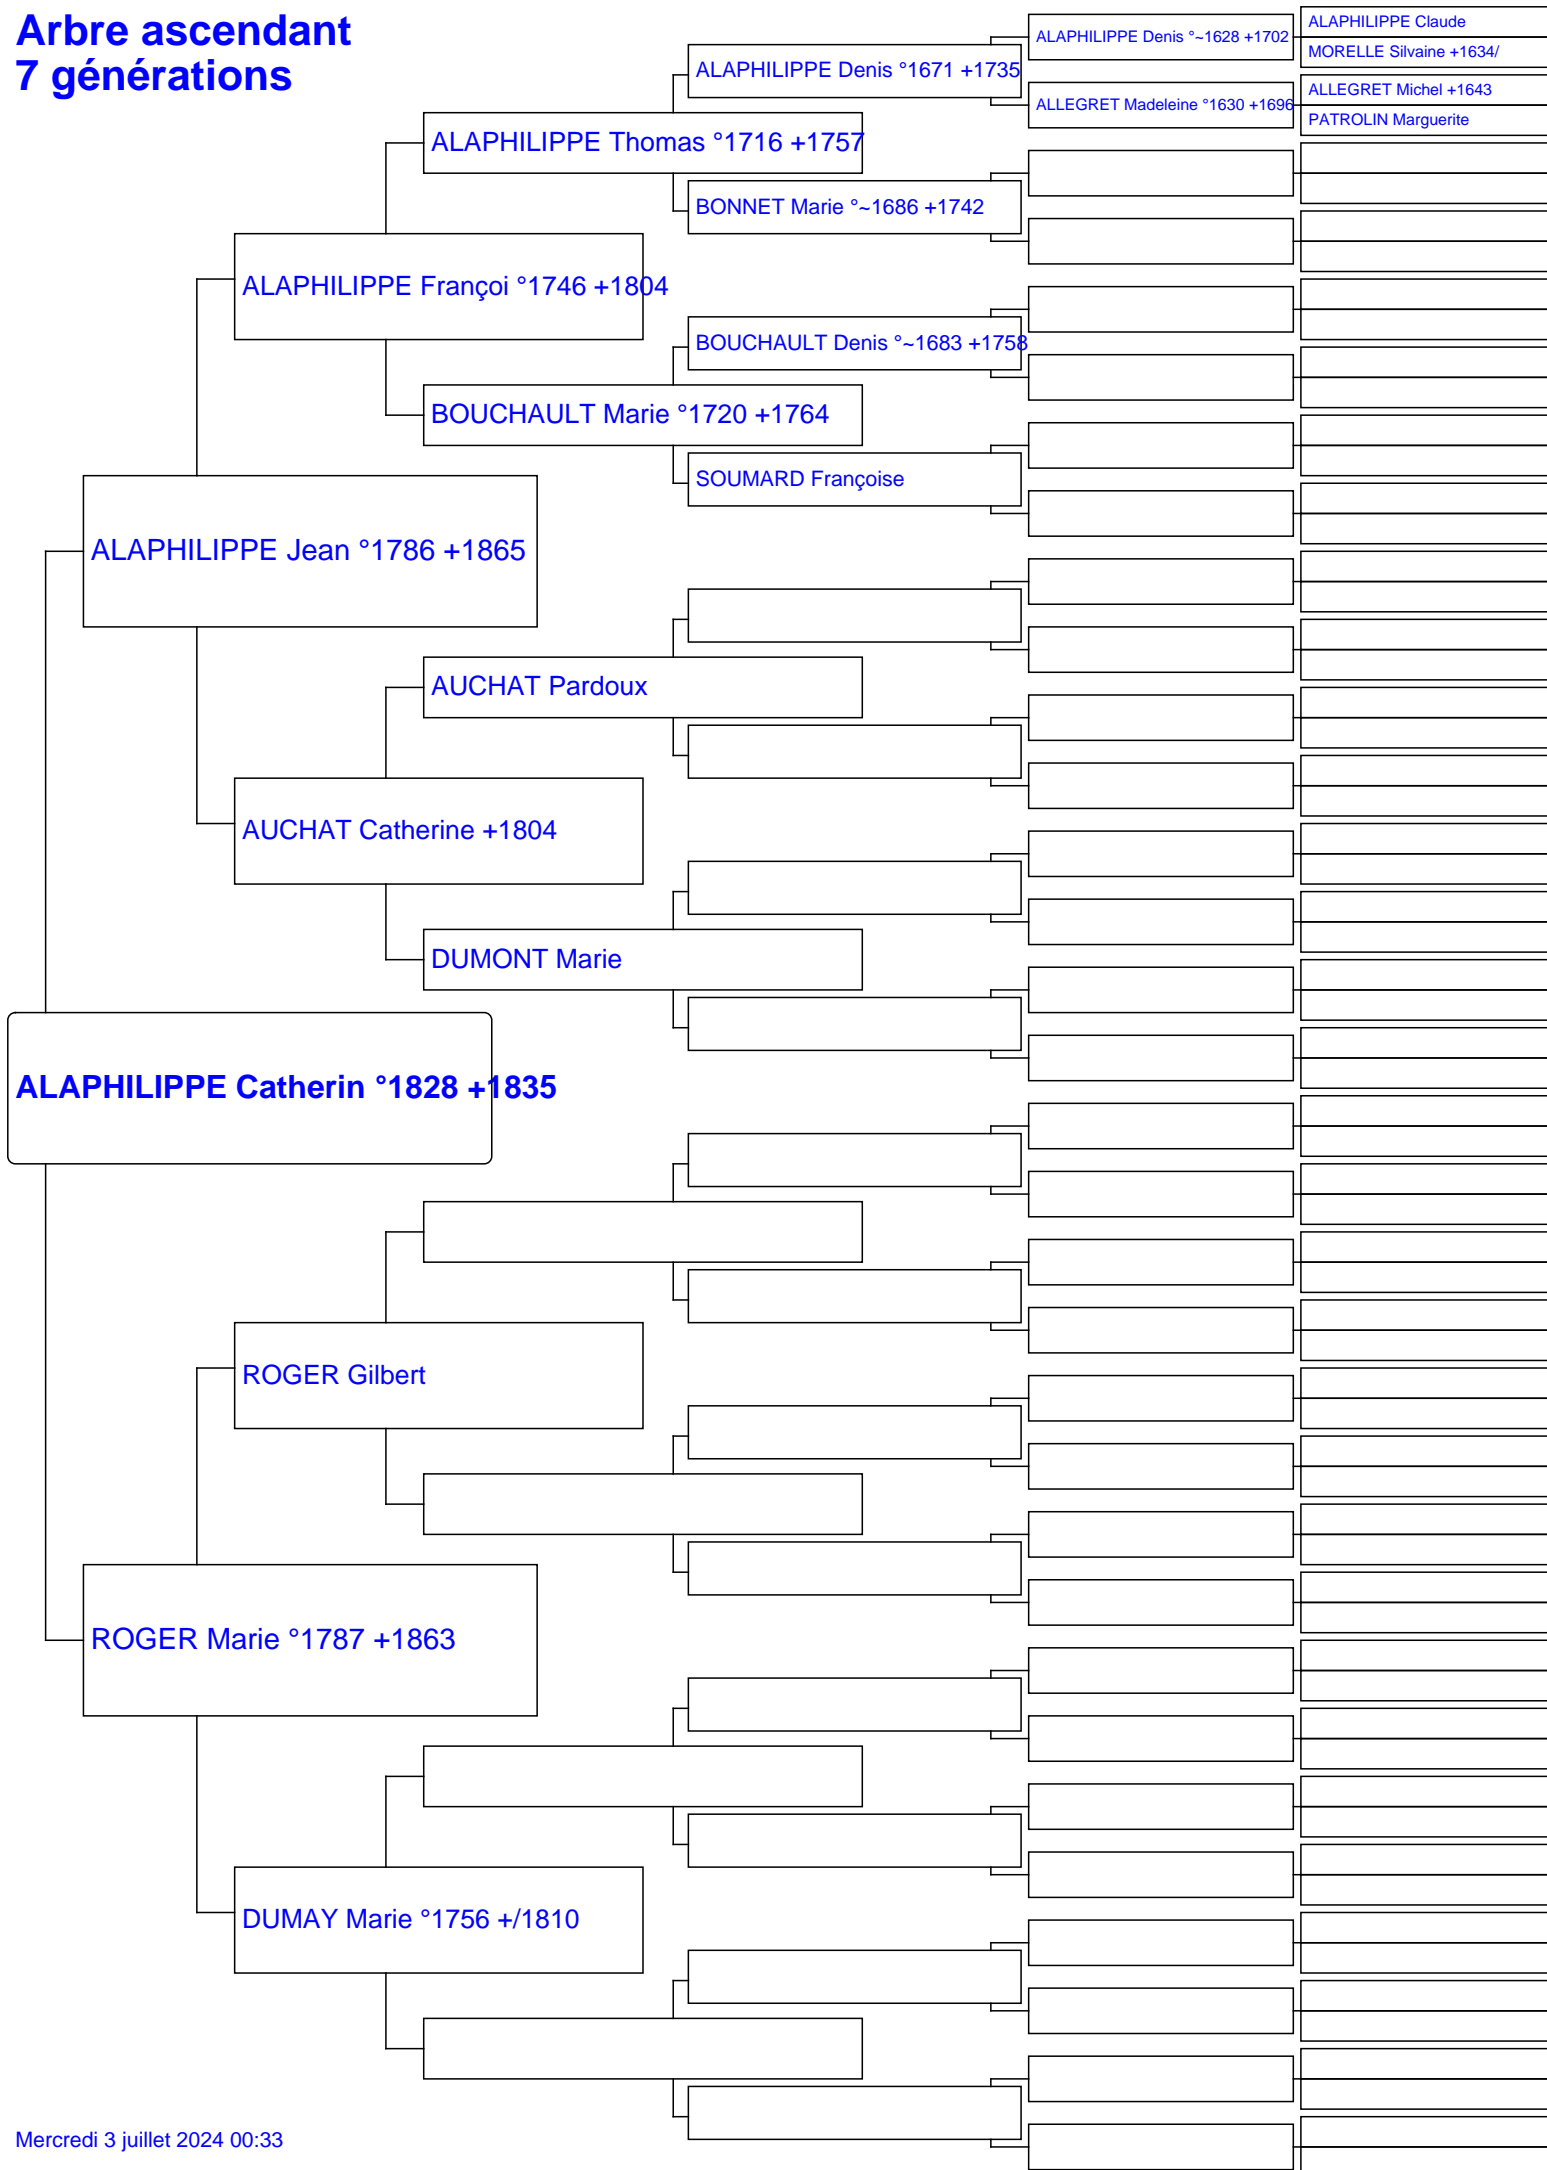 Arbre ascendant
7 générations
ALAPHILIPPE Denis °~1628 +1702
ALAPHILIPPE Claude
MORELLE Silvaine +1634/
ALAPHILIPPE Denis °1671 +1735
ALLEGRET Madeleine °1630 +1696
ALLEGRET Michel +1643
PATROLIN Marguerite
ALAPHILIPPE Thomas °1716 +1757
BONNET Marie °~1686 +1742
ALAPHILIPPE Françoi °1746 +1804
BOUCHAULT Denis °~1683 +1758
BOUCHAULT Marie °1720 +1764
SOUMARD Françoise
ALAPHILIPPE Jean °1786 +1865
AUCHAT Pardoux
AUCHAT Catherine +1804
DUMONT Marie
ALAPHILIPPE Catherin °1828 +1835
ROGER Gilbert
ROGER Marie °1787 +1863
DUMAY Marie °1756 +/1810
Mercredi 3 juillet 2024 00:33